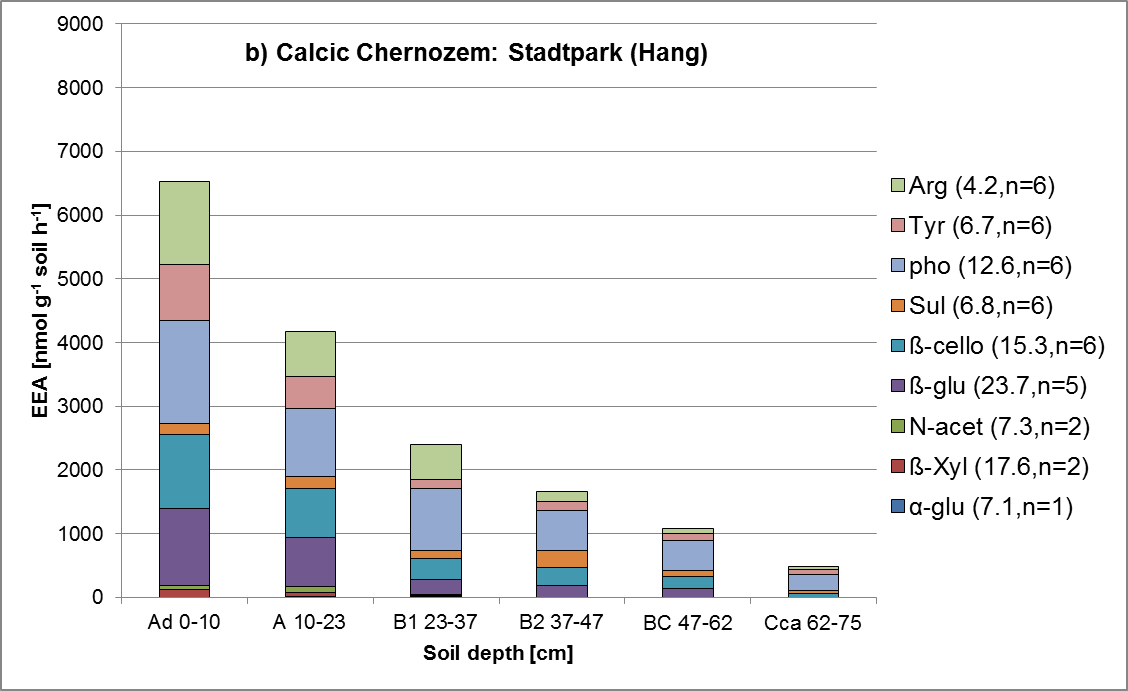 b) Calcic Chernozem: Stadtpark (Hang)
EEA [nmol g⁻¹ soil h⁻¹]
9000
8000
7000
6000
5000
4000
3000
2000
1000
0
Ad 0-10
A 10-23
B1 23-37
B2 37-47
BC 47-62
Cca 62-75
Soil depth [cm]
Arg (4.2,n=6)
Tyr (6.7,n=6)
pho (12.6,n=6)
Sul (6.8,n=6)
ß-cello (15.3,n=6)
ß-glu (23.7,n=5)
N-acet (7.3,n=2)
ß-Xyl (17.6,n=2)
α-glu (7.1,n=1)